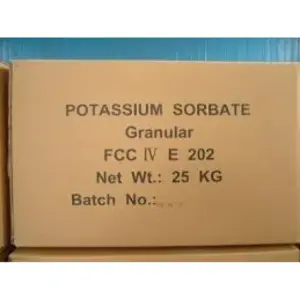 POTASSIUM SORBATE
Granular
FCC Ⅳ E 202
Net Wt.: 25 KG
Batch No.: